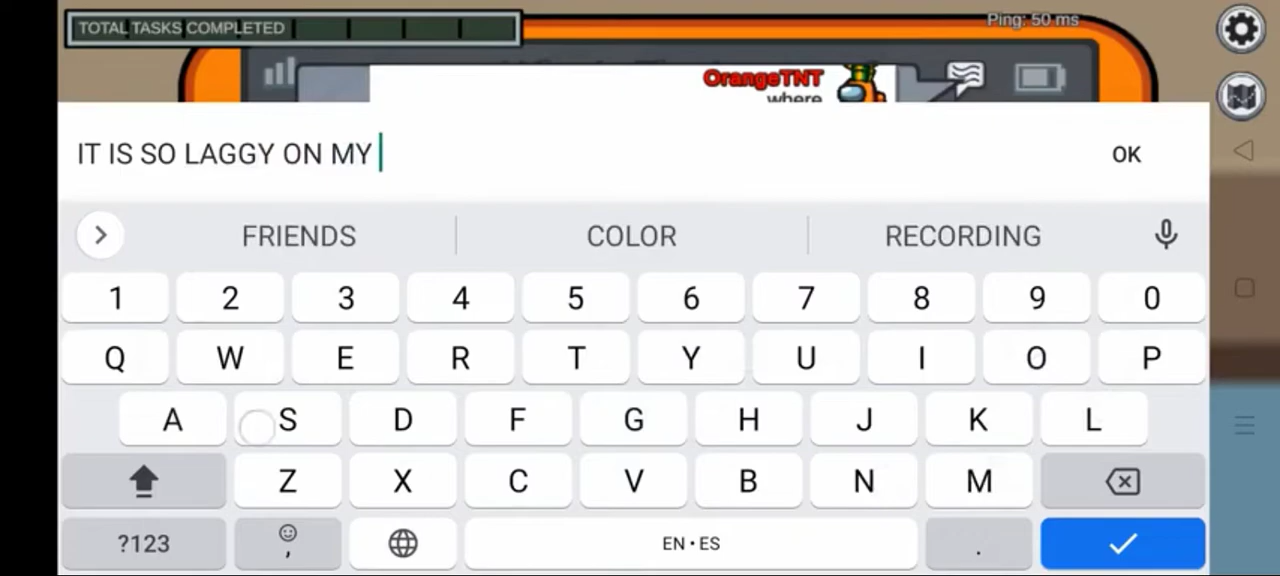 TOTAL TASKS COMPLETED
Ping: 50 ms
OrangeTNT
where
IT IS SO LAGGY ON MY
OK
FRIENDS COLOR RECORDING
1 2 3 4 5 6 7 8 9 0
Q W E R T Y U I O P
A S D F G H J K L
Z X C V B N M
?123 , EN • ES .